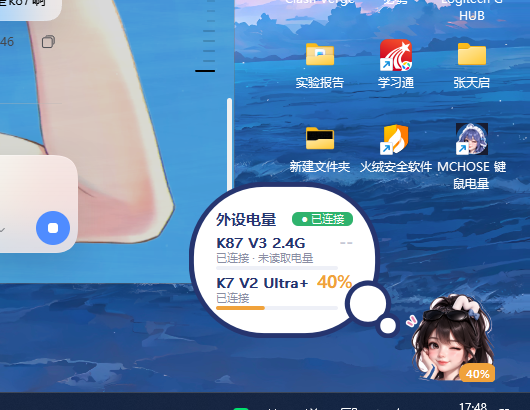 HUB
46
实验报告
学习通
张天启
新建文件夹
火绒安全软件
MCHOSE 键
鼠电量
外设电量
已连接
K87 V3 2.4G
--
已连接 · 未读取电量
K7 V2 Ultra+
40%
已连接
40%
17:48